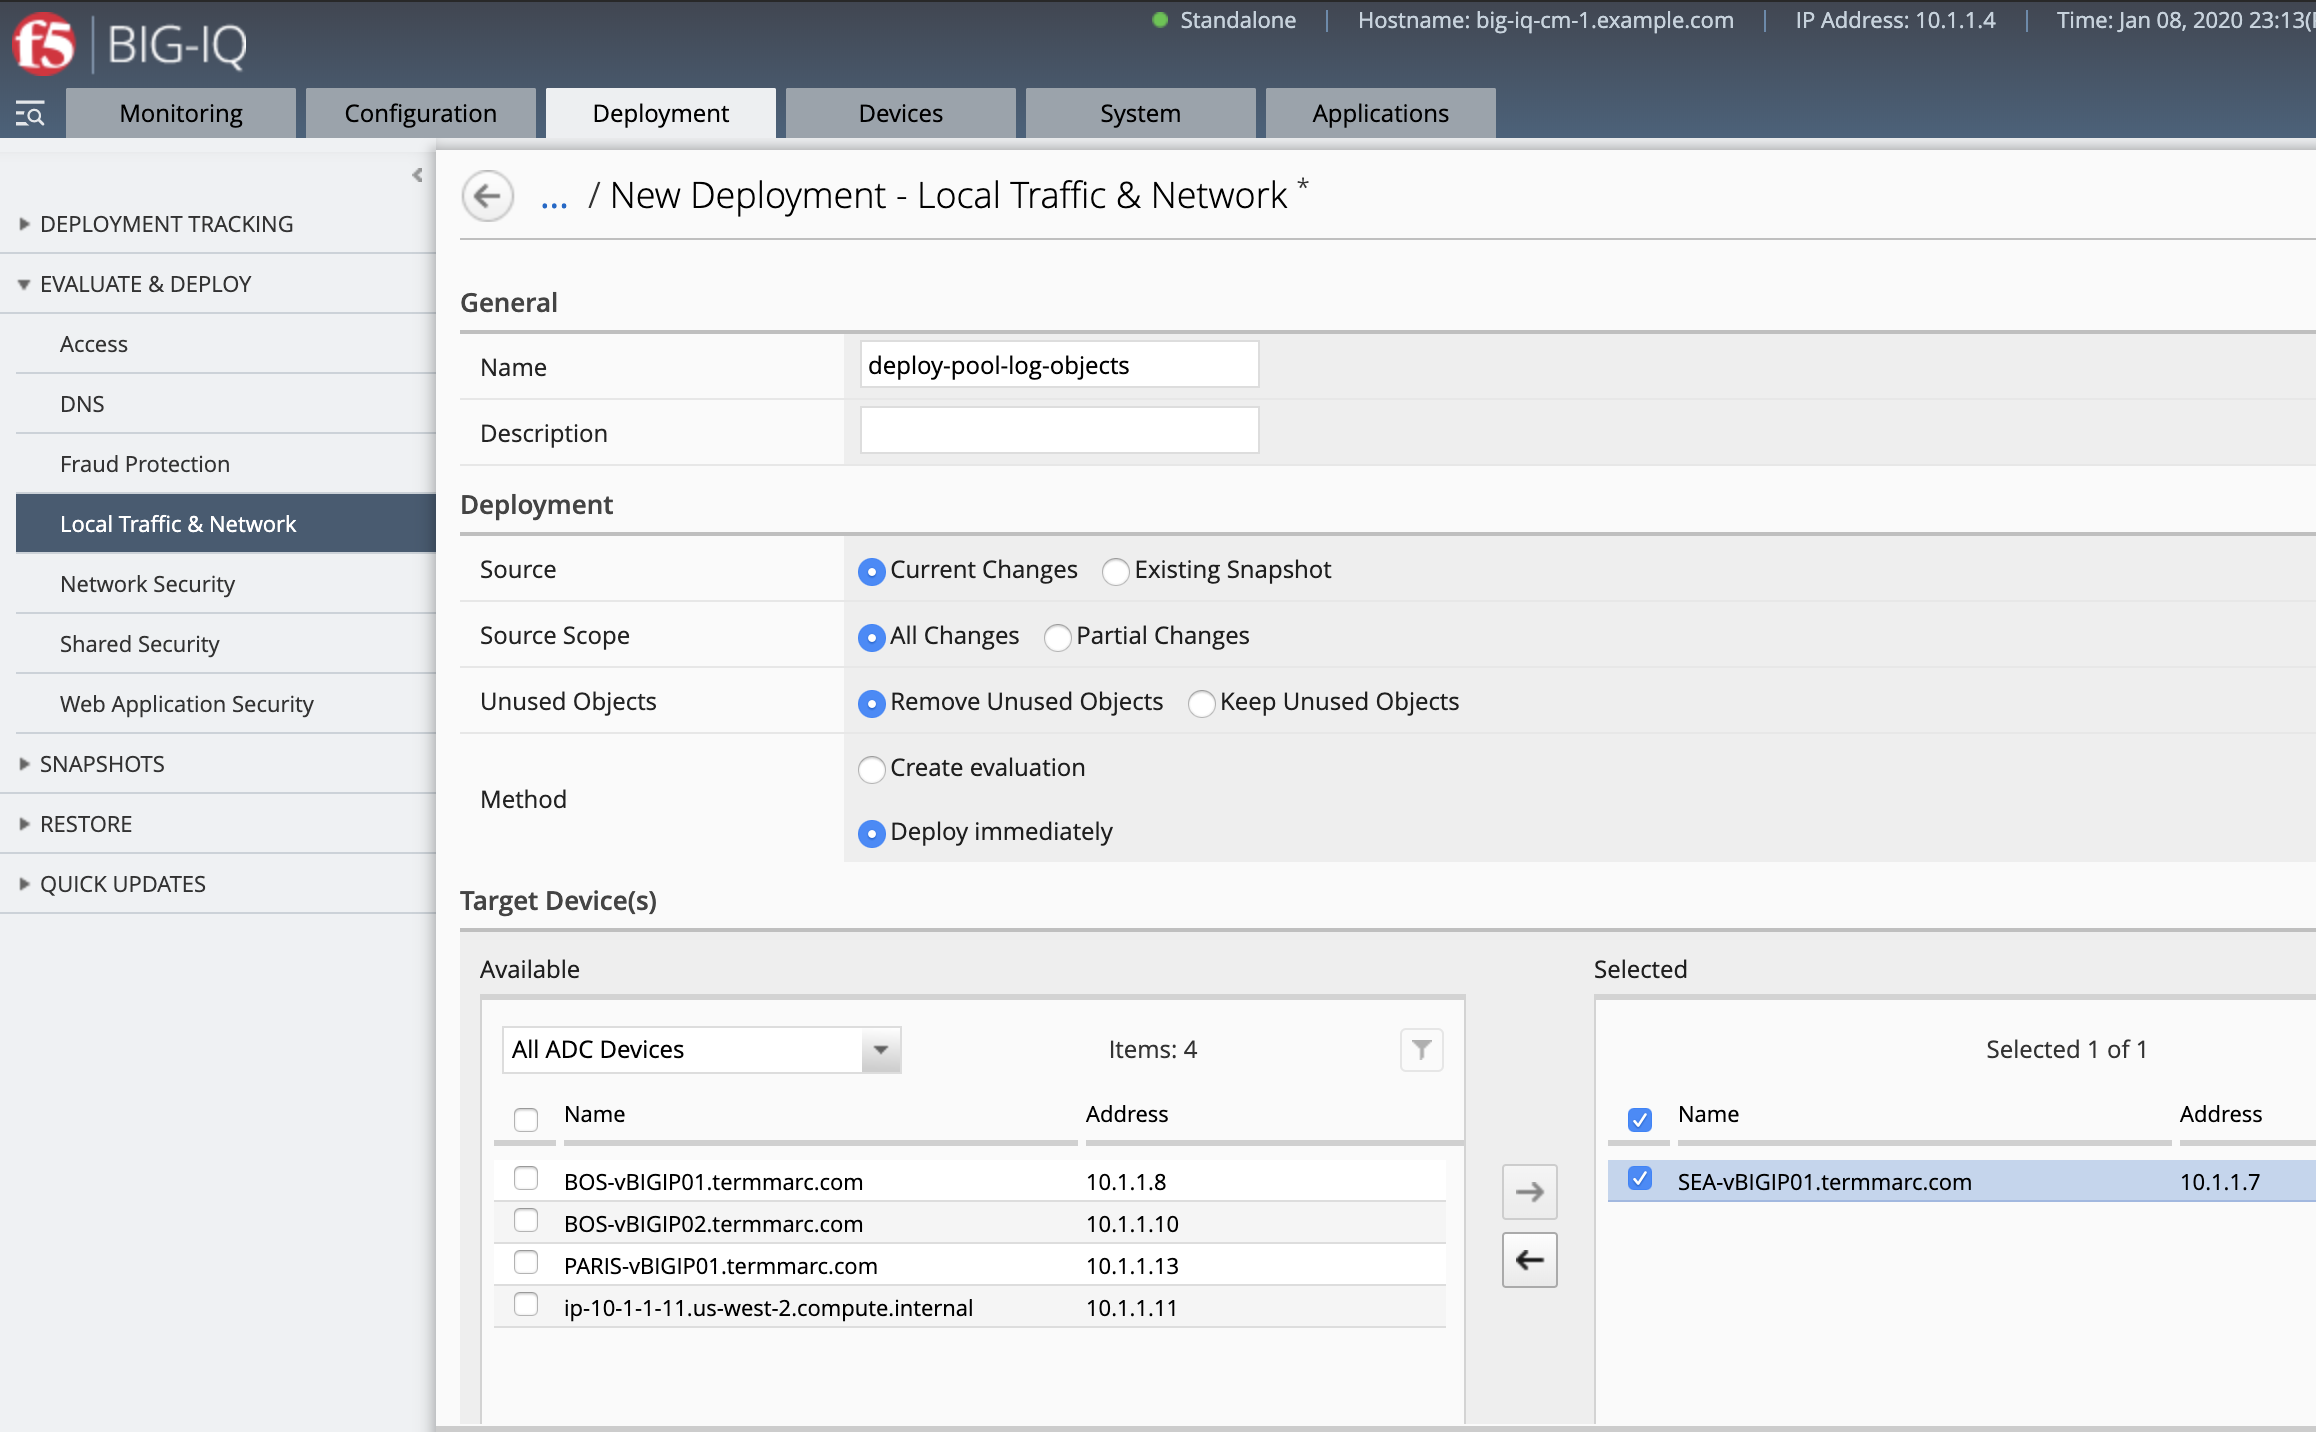 f5 BIG-IQ
Standalone | Hostname: big-iq-cm-1.example.com | IP Address: 10.1.1.4 | Time: Jan 08, 2020 23:13(
Monitoring Configuration Deployment Devices System Applications
DEPLOYMENT TRACKING
EVALUATE & DEPLOY
Access
DNS
Fraud Protection
Local Traffic & Network
Network Security
Shared Security
Web Application Security
SNAPSHOTS
RESTORE
QUICK UPDATES
... / New Deployment - Local Traffic & Network *
General
Name deploy-pool-log-objects
Description
Deployment
Source Current Changes Existing Snapshot
Source Scope All Changes Partial Changes
Unused Objects Remove Unused Objects Keep Unused Objects
Method Create evaluation
Deploy immediately
Target Device(s)
Available
All ADC Devices Items: 4
Name Address
BOS-vBIGIP01.termmarc.com 10.1.1.8
BOS-vBIGIP02.termmarc.com 10.1.1.10
PARIS-vBIGIP01.termmarc.com 10.1.1.13
ip-10-1-1-11.us-west-2.compute.internal 10.1.1.11
Selected
Selected 1 of 1
Name Address
SEA-vBIGIP01.termmarc.com 10.1.1.7